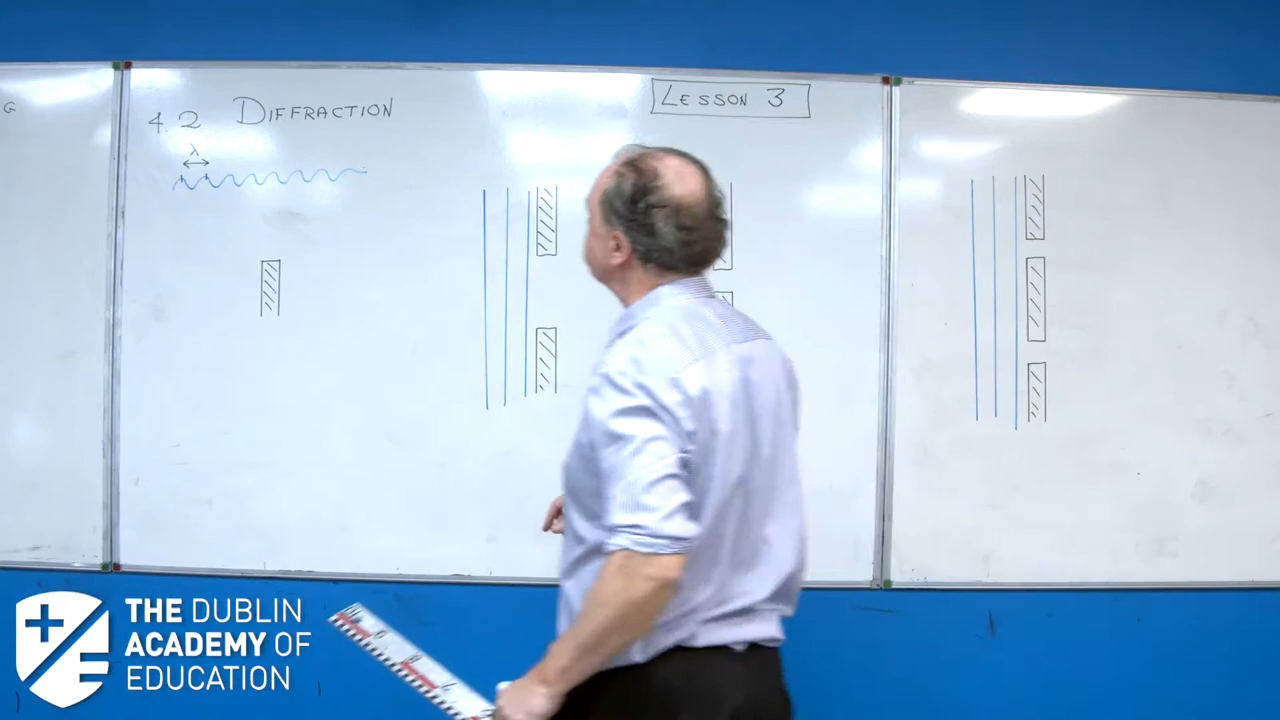 G
4.2 DIFFRACTION
LESSON 3
λ
THE DUBLIN
ACADEMY OF
EDUCATION